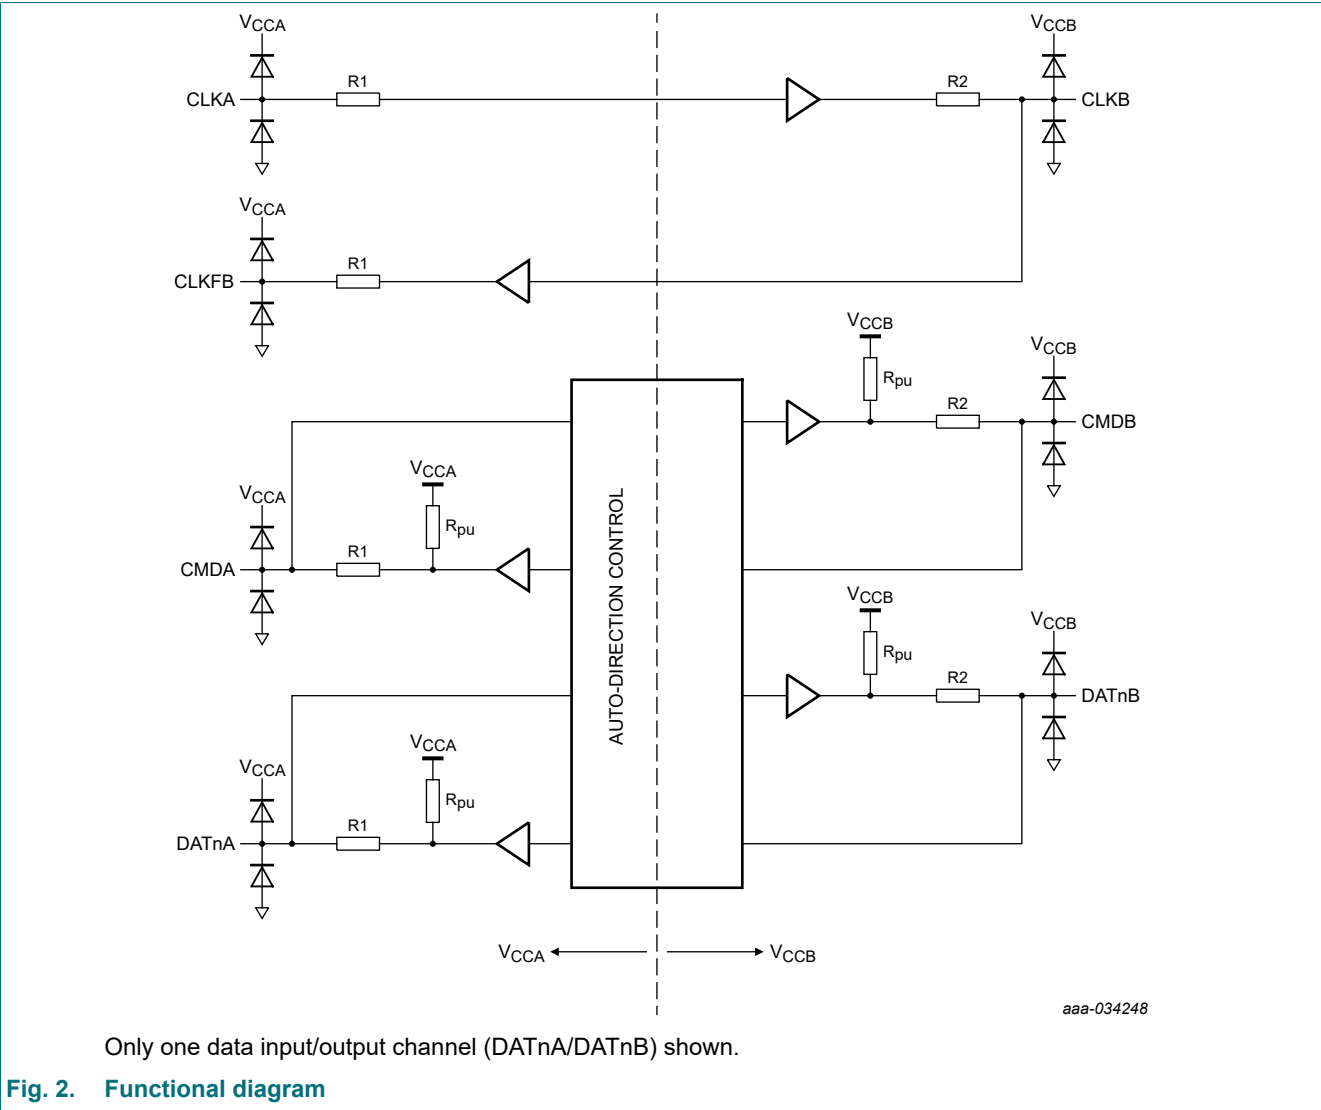 VCCA
VCCB
R1
R2
CLKA
CLKB
VCCA
R1
CLKFB
VCCB
VCCB
Rpu
R2
CMDB
VCCA
VCCA
Rpu
R1
CMDA
AUTO-DIRECTION CONTROL
VCCB
VCCB
Rpu
R2
DATnB
VCCA
VCCA
Rpu
R1
DATnA
VCCA
VCCB
aaa-034248
Only one data input/output channel (DATnA/DATnB) shown.
Fig. 2. Functional diagram